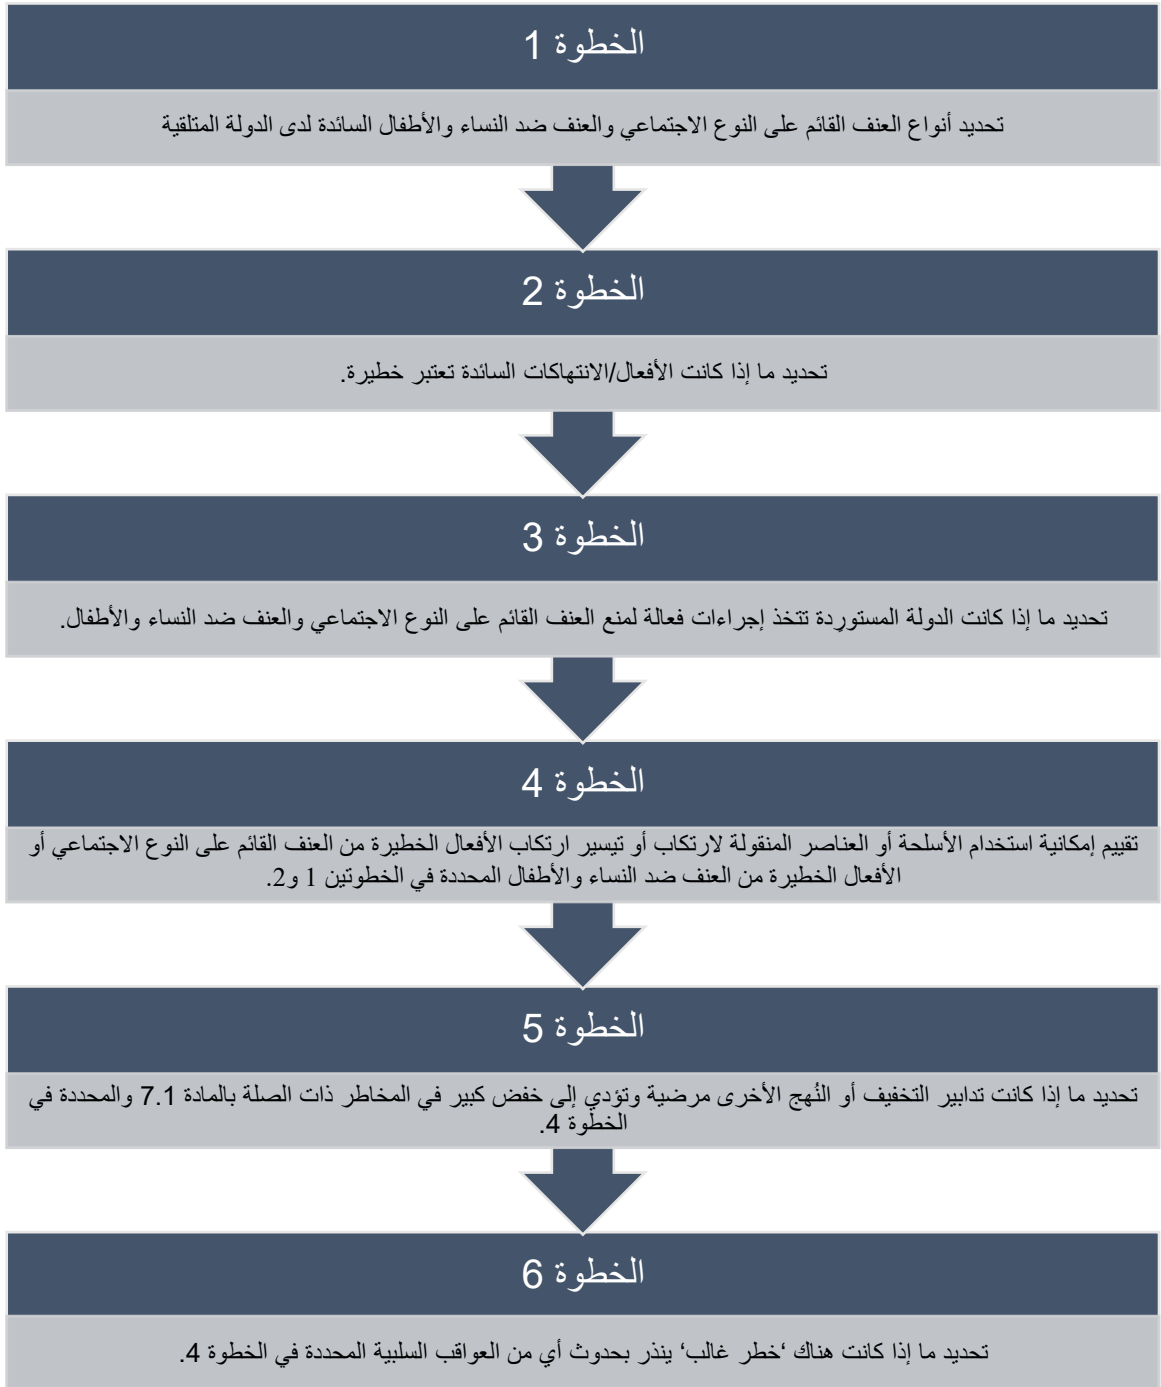 الخطوة 1
تحديد أنواع العنف القائم على النوع الاجتماعي والعنف ضد النساء والأطفال السائدة لدى الدولة المتلقية
الخطوة 2
تحديد ما إذا كانت الأفعال/الانتهاكات السائدة تعتبر خطيرة.
الخطوة 3
تحديد ما إذا كانت الدولة المستورِدة تتخذ إجراءات فعالة لمنع العنف القائم على النوع الاجتماعي والعنف ضد النساء والأطفال.
الخطوة 4
تقييم إمكانية استخدام الأسلحة أو العناصر المنقولة لارتكاب أو تيسير ارتكاب الأفعال الخطيرة من العنف القائم على النوع الاجتماعي أو
الأفعال الخطيرة من العنف ضد النساء والأطفال المحددة في الخطوتين 1 و2.
الخطوة 5
تحديد ما إذا كانت تدابير التخفيف أو النُهج الأخرى مرضية وتؤدي إلى خفض كبير في المخاطر ذات الصلة بالمادة 7.1 والمحددة في
الخطوة 4.
الخطوة 6
تحديد ما إذا كانت هناك ‘خطر غالب‘ ينذر بحدوث أي من العواقب السلبية المحددة في الخطوة 4.